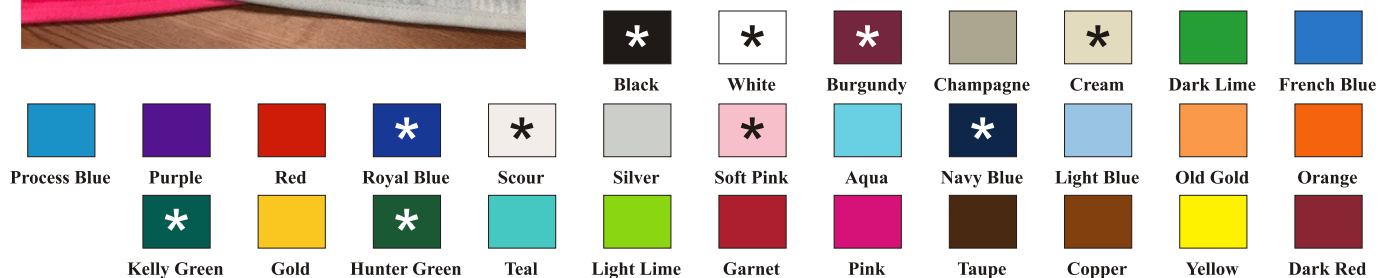 * * * *
Black White Burgundy Champagne Cream Dark Lime French Blue
* * * *
Process Blue Purple Red Royal Blue Scour Silver Soft Pink Aqua Navy Blue Light Blue Old Gold Orange
* *
Kelly Green Gold Hunter Green Teal Light Lime Garnet Pink Taupe Copper Yellow Dark Red